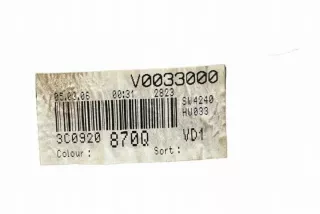 V0033000
05.03.06 00:31 2823 SW4240
HW033
3C0920 870Q VD1
Colour : Sort :